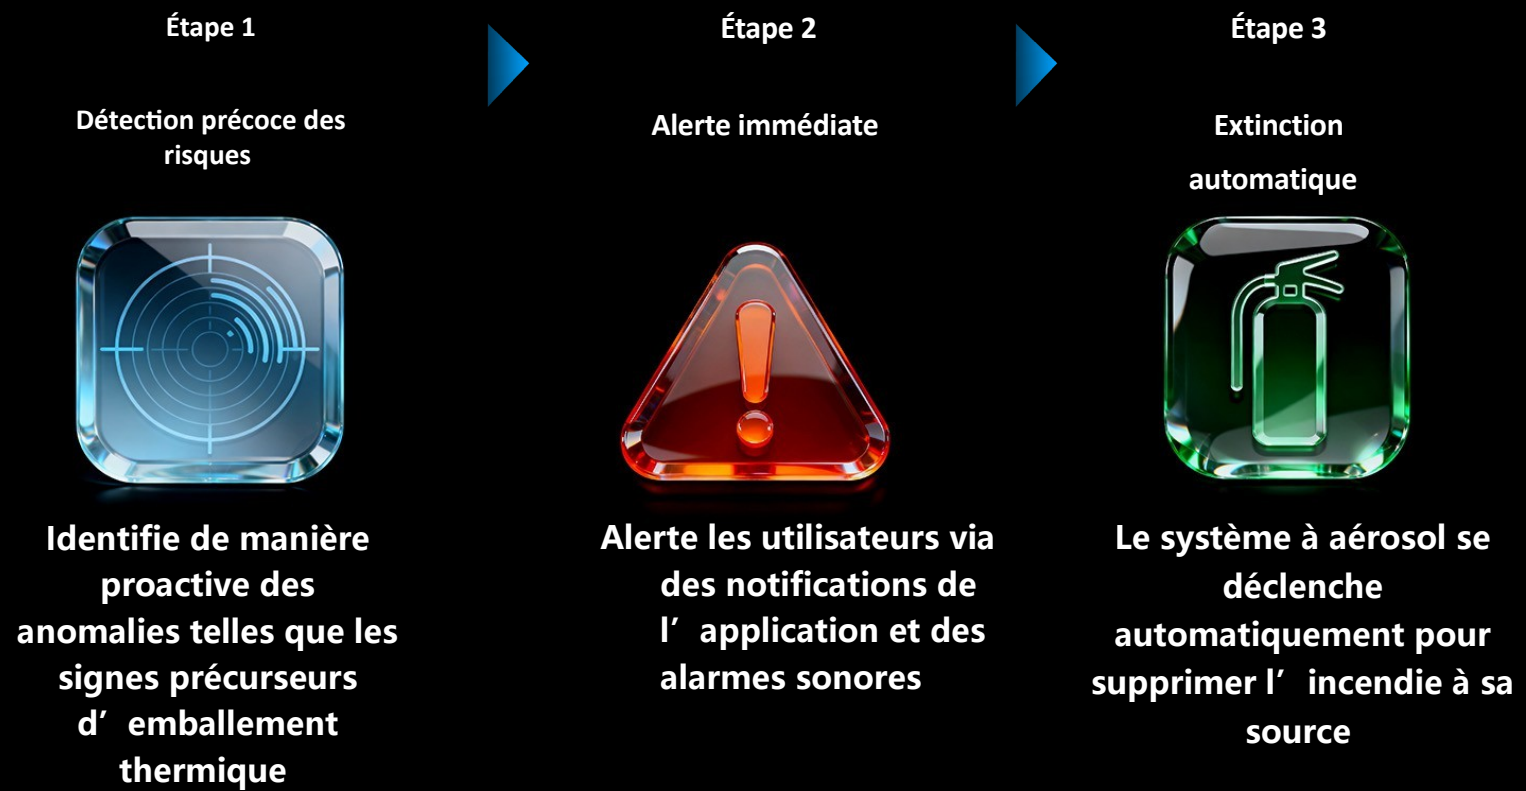 Étape 1
Détection précoce des
risques
Identifie de manière
proactive des
anomalies telles que les
signes précurseurs
d’ emballement
thermique
Étape 2
Alerte immédiate
Alerte les utilisateurs via
des notifications de
l’ application et des
alarmes sonores
Étape 3
Extinction
automatique
Le système à aérosol se
déclenche
automatiquement pour
supprimer l’ incendie à sa
source